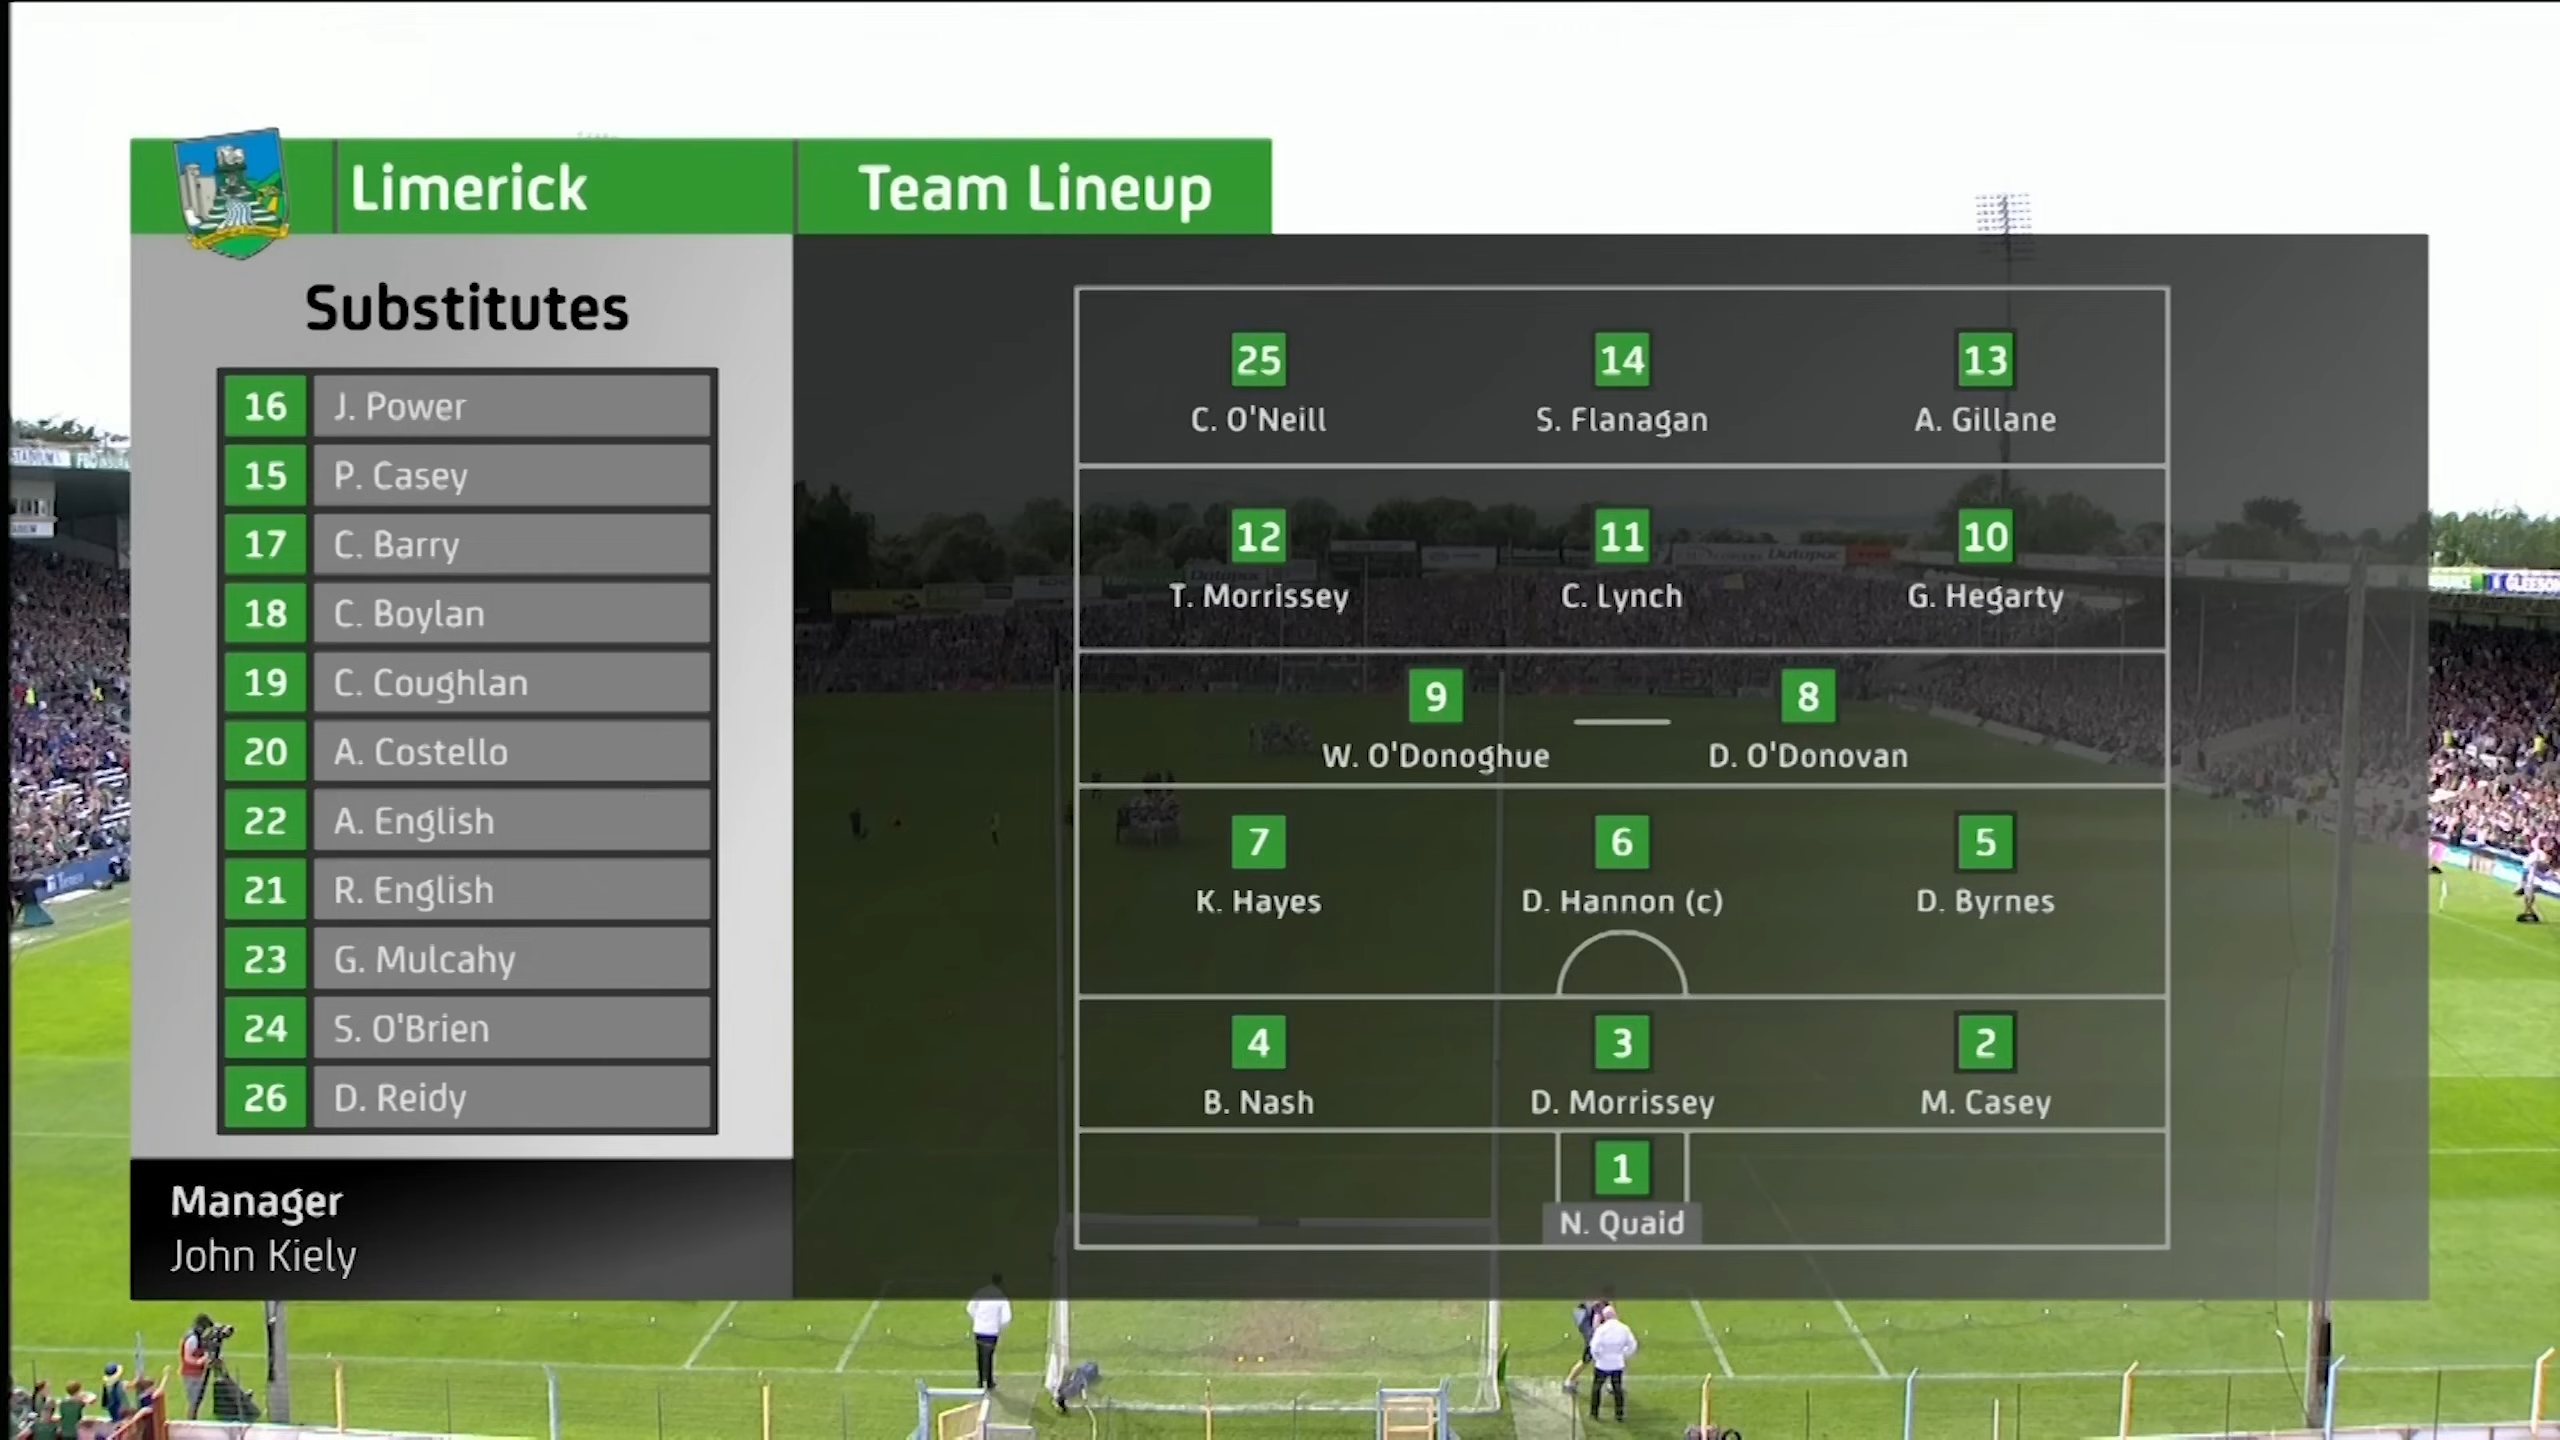 Limerick
Team Lineup
Substitutes
16 J. Power
15 P. Casey
17 C. Barry
18 C. Boylan
19 C. Coughlan
20 A. Costello
22 A. English
21 R. English
23 G. Mulcahy
24 S. O'Brien
26 D. Reidy
Manager
John Kiely
25 14 13
C. O'Neill S. Flanagan A. Gillane
12 11 10
T. Morrissey C. Lynch G. Hegarty
9 8
W. O'Donoghue D. O'Donovan
7 6 5
K. Hayes D. Hannon (c) D. Byrnes
4 3 2
B. Nash D. Morrissey M. Casey
1
N. Quaid